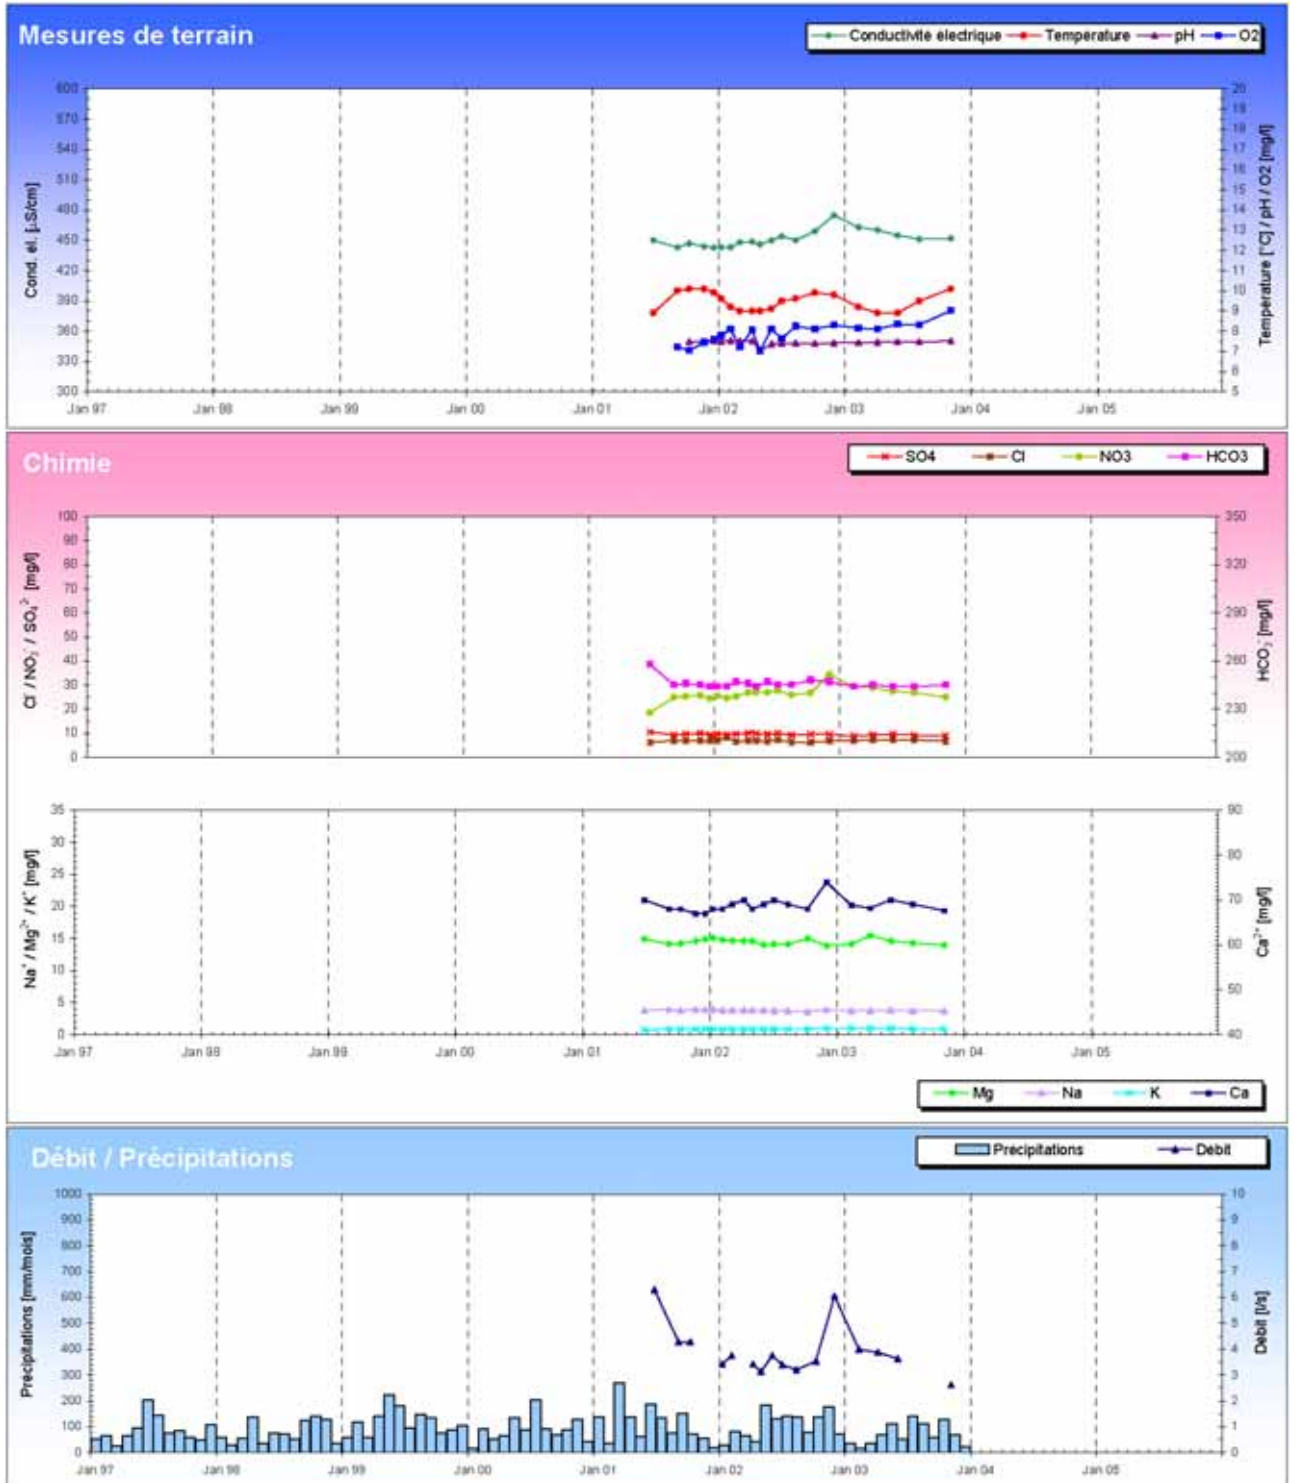 Mesures de terrain
Conductivité électrique Température pH O2
600 570 540 510 480 450 420 390 360 330 300
Cond. el. [µS/cm]
20 19 18 17 16 15 14 13 12 11 10 9 8 7 6 5
Température [°C] / pH / O2 [mg/l]
Jan 97 Jan 98 Jan 99 Jan 00 Jan 01 Jan 02 Jan 03 Jan 04 Jan 05
Chimie
SO4 Cl NO3 HCO3
100 90 80 70 60 50 40 30 20 10 0
Cl⁻ / NO₃⁻ / SO₄²⁻ [mg/l]
350 320 290 260 230 200
HCO₃⁻ [mg/l]
35 30 25 20 15 10 5 0
Na⁺ / Mg²⁺ / K⁺ [mg/l]
90 80 70 60 50 40
Ca²⁺ [mg/l]
Jan 97 Jan 98 Jan 99 Jan 00 Jan 01 Jan 02 Jan 03 Jan 04 Jan 05
Mg Na K Ca
Débit / Précipitations
Précipitations Débit
1000 900 800 700 600 500 400 300 200 100 0
Précipitations [mm/mois]
10 9 8 7 6 5 4 3 2 1 0
Débit [l/s]
Jan 97 Jan 98 Jan 99 Jan 00 Jan 01 Jan 02 Jan 03 Jan 04 Jan 05